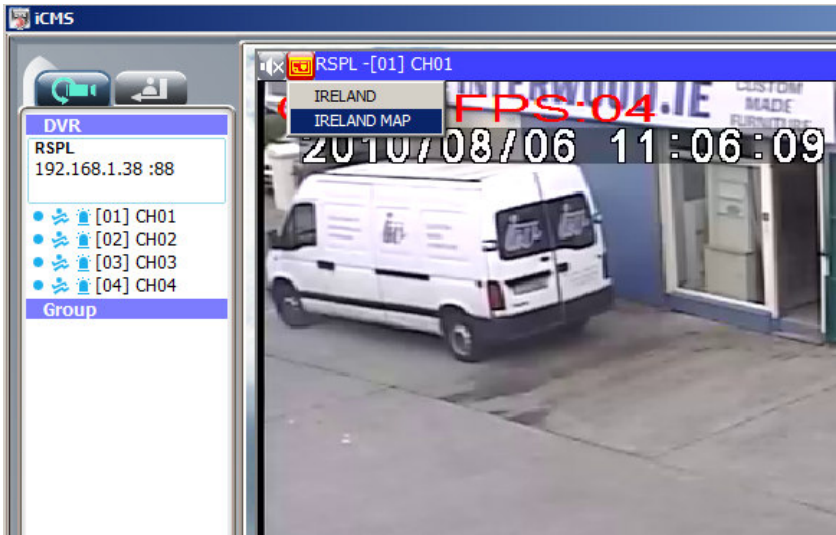 iCMS
RSPL -[01] CH01
IRELAND
IRELAND MAP
FPS:04
INTERWOOD.IE
CUSTOM
MADE
FURNITURE
2010/08/06 11:06:09
DVR
RSPL
192.168.1.38 :88
[01] CH01
[02] CH02
[03] CH03
[04] CH04
Group